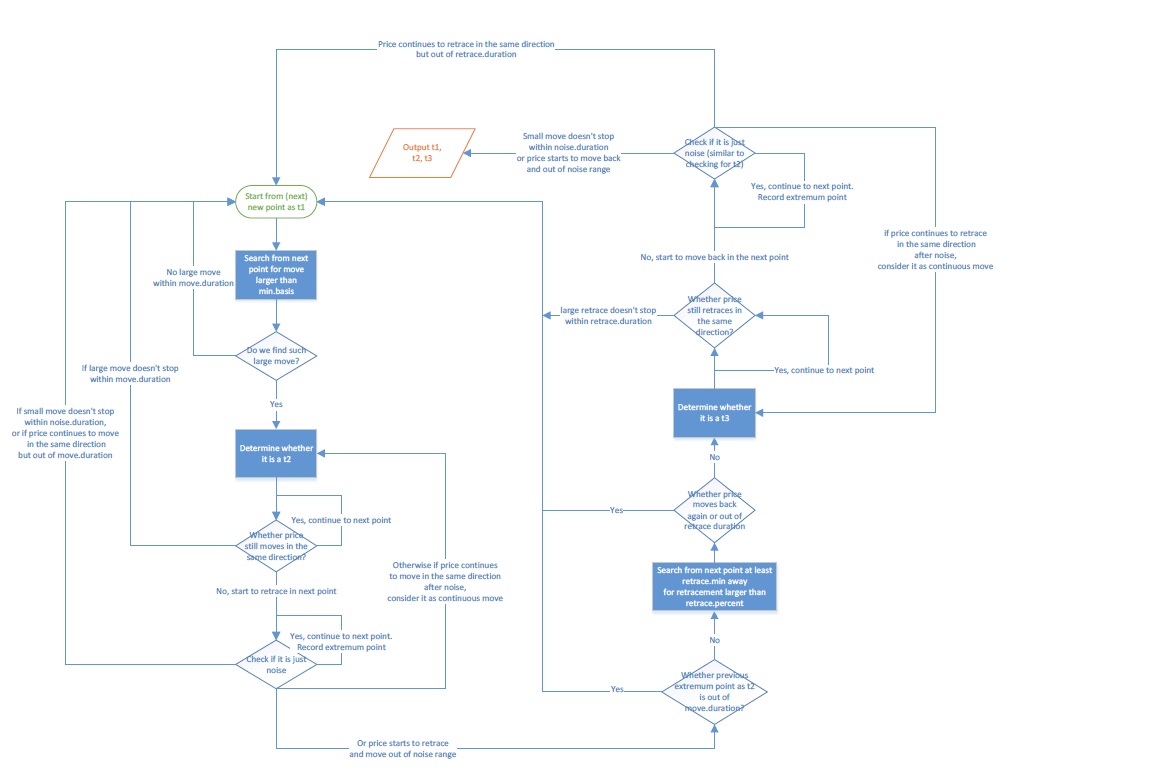 Price continues to retrace in the same direction
but out of retrace.duration
Small move doesn't stop
within noise.duration
or price starts to move back
and out of noise range
Output t1,
t2, t3
Check if it is just
noise (similar to
checking for t2)
Yes, continue to next point.
Record extremum point
Start from (next)
new point as t1
if price continues to retrace
in the same direction
after noise,
consider it as continuous move
No, start to move back in the next point
Search from next
point for move
larger than
min.basis
No large move
within move.duration
Whether price
still retraces in
the same
direction?
large retrace doesn't stop
within retrace.duration
Do we find such
large move?
If large move doesn't stop
within move.duration
Yes, continue to next point
Yes
Determine whether
it is a t3
If small move doesn't stop
within noise.duration,
or if price continues to move
in the same direction
but out of move.duration
Determine whether
it is a t2
No
Whether price
moves back
again or out of
retrace duration
Yes
Yes, continue to next point
Whether price
still moves in the
same direction?
Otherwise if price continues
to move in the same direction
after noise,
consider it as continuous move
Search from next point at least
retrace.min away
for retracement larger than
retrace.percent
No, start to retrace in next point
Yes, continue to next point.
Record extremum point
No
Check if it is just
noise
Whether previous
extremum point as t2
is out of
move.duration?
Yes
Or price starts to retrace
and move out of noise range